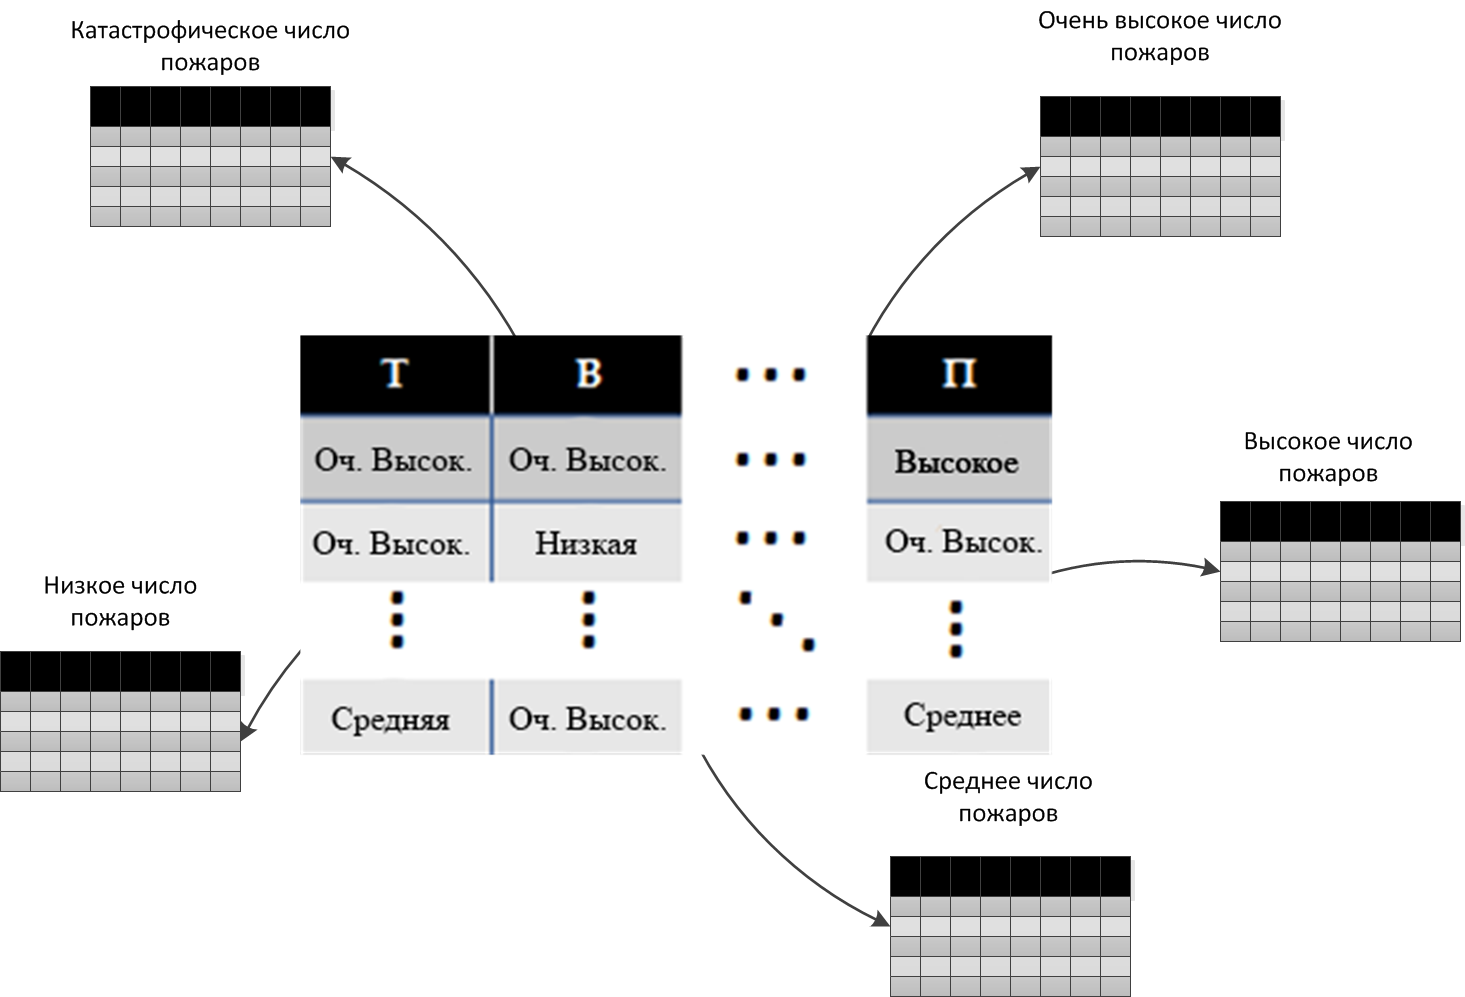 Катастрофическое число
пожаров
Очень высокое число
пожаров
Т В ... П
Оч. Высок. Оч. Высок. ... Высокое
Оч. Высок. Низкая ... Оч. Высок.
Средняя Оч. Высок. ... Среднее
Высокое число
пожаров
Низкое число
пожаров
Среднее число
пожаров